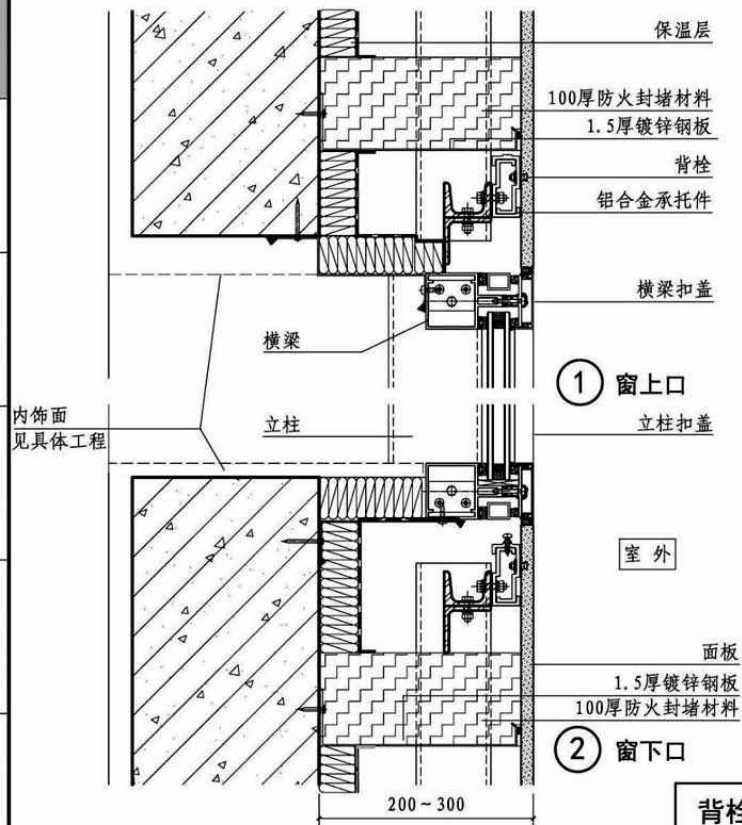 保温层
100厚防火封堵材料
1.5厚镀锌钢板
背栓
铝合金承托件
横梁扣盖
横梁
① 窗上口
内饰面
见具体工程
立柱
立柱扣盖
室外
面板
1.5厚镀锌钢板
100厚防火封堵材料
② 窗下口
200~300
背栓